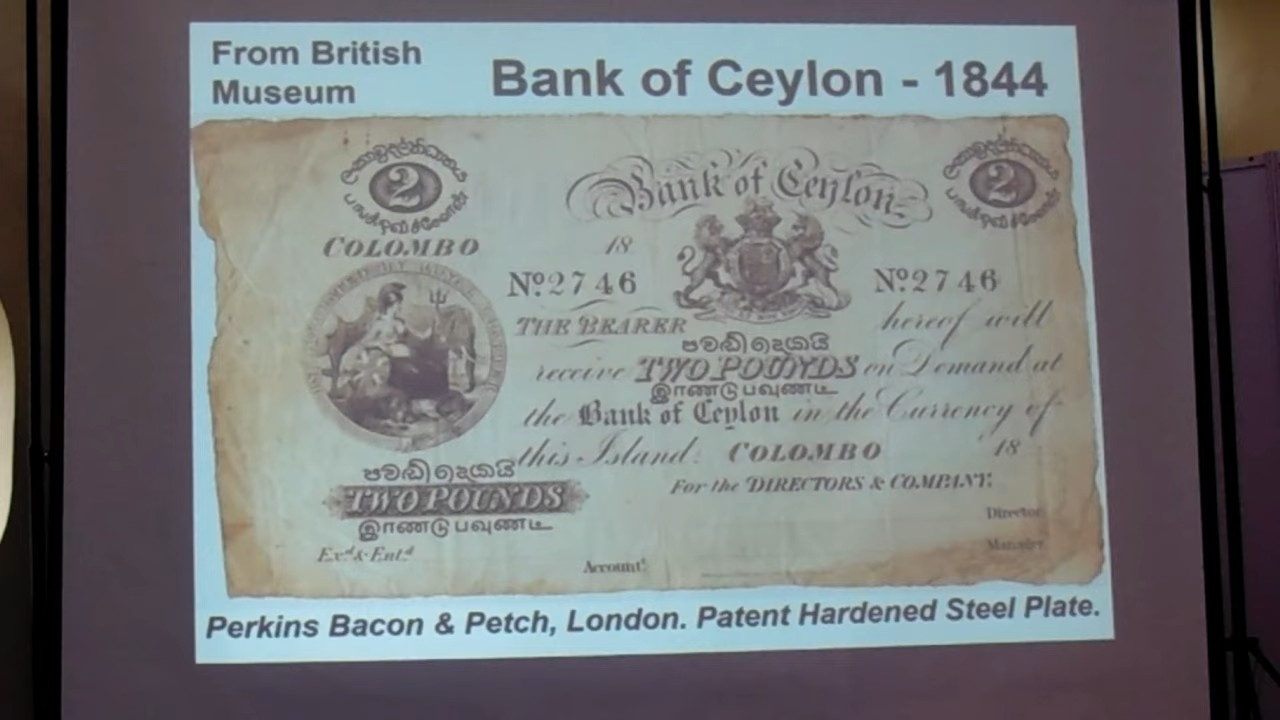 From British
Museum
Bank of Ceylon - 1844
2
Bank of Ceylon
2
COLOMBO
18
Nº 2746
Nº 2746
THE BEARER
hereof will
පවඬි දෙකයි
receive TWO POUNDS on Demand at
இரண்டு பவுண்ட
the Bank of Ceylon in the Currency of
this Island. COLOMBO 18
පවඬි දෙකයි
For the DIRECTORS & COMPANY.
TWO POUNDS
Director
இரண்டு பவுண்ட
Manager
Exd & Entd
Accountt
Perkins Bacon & Petch, London. Patent Hardened Steel Plate.